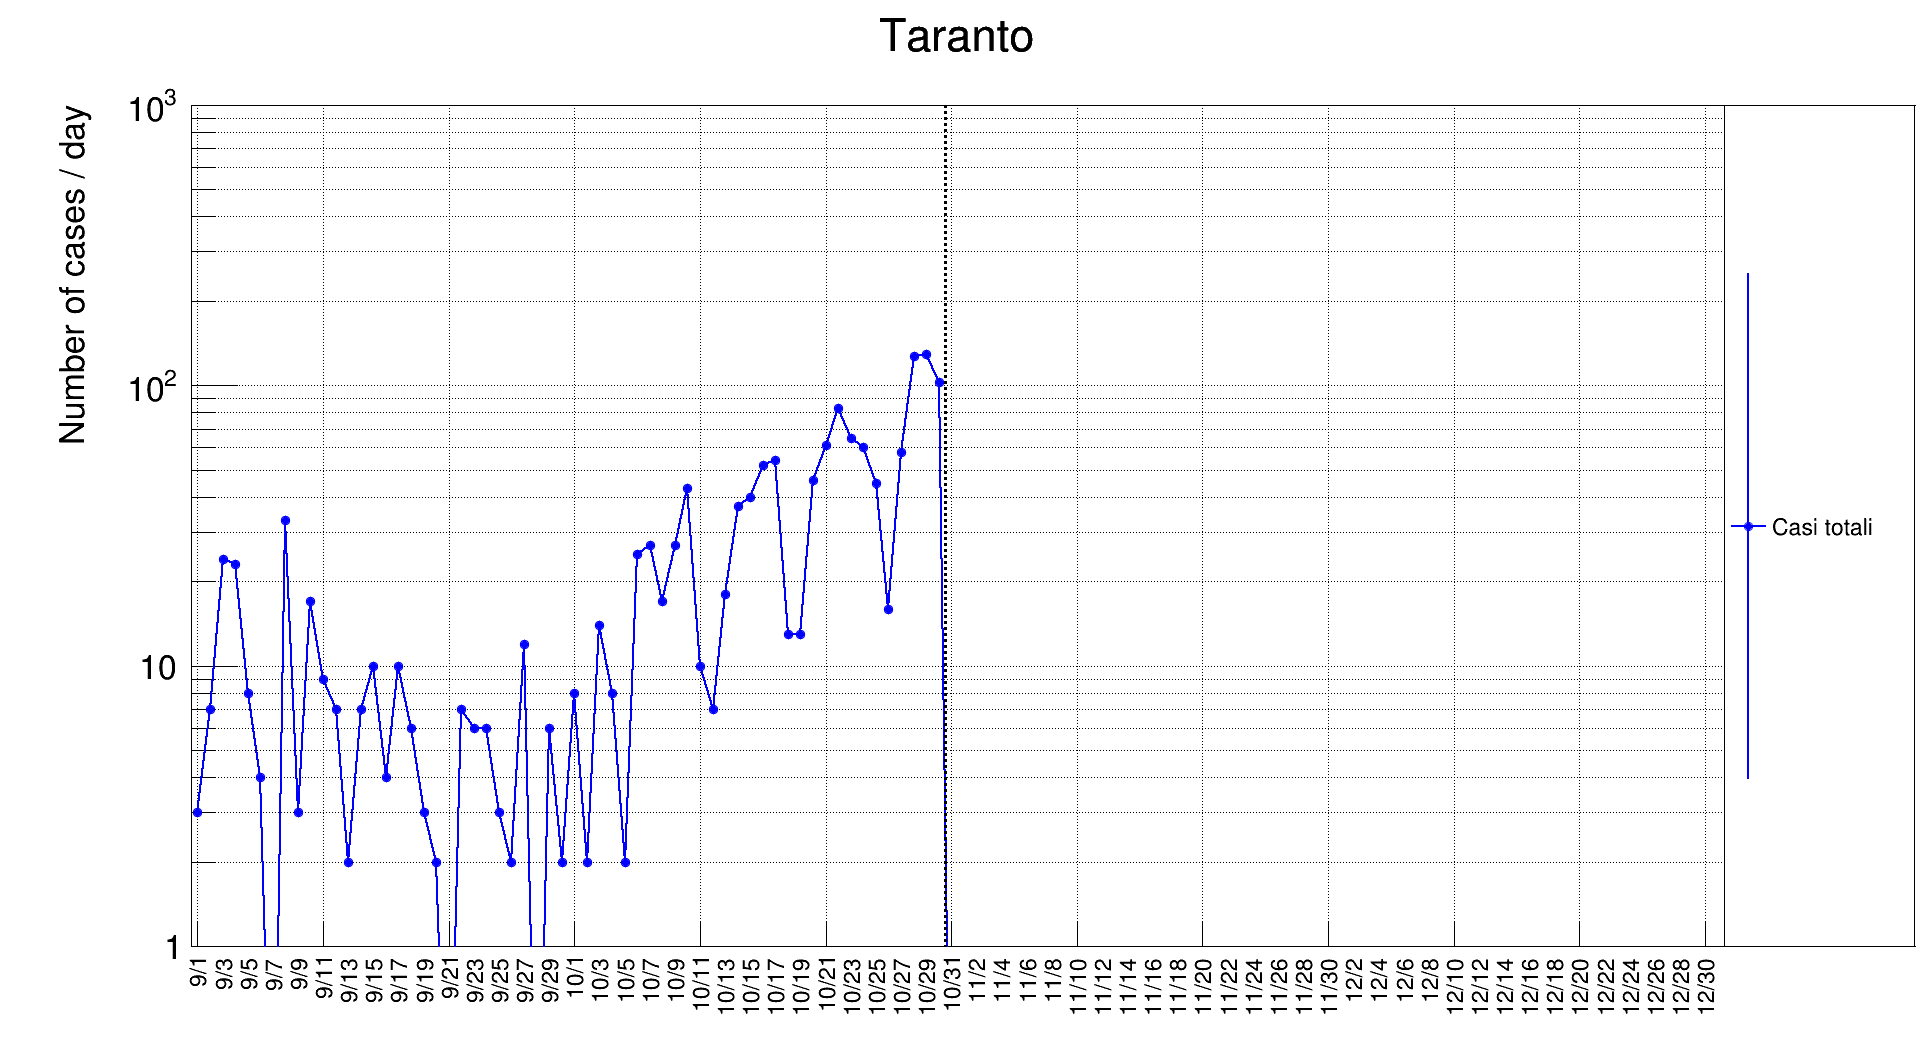 Taranto
Number of cases / day
10³
10²
10
1
9/1 9/3 9/5 9/7 9/9 9/11 9/13 9/15 9/17 9/19 9/21 9/23 9/25 9/27 9/29 10/1 10/3 10/5 10/7 10/9 10/11 10/13 10/15 10/17 10/19 10/21 10/23 10/25 10/27 10/29 10/31 11/2 11/4 11/6 11/8 11/10 11/12 11/14 11/16 11/18 11/20 11/22 11/24 11/26 11/28 11/30 12/2 12/4 12/6 12/8 12/10 12/12 12/14 12/16 12/18 12/20 12/22 12/24 12/26 12/28 12/30
Casi totali